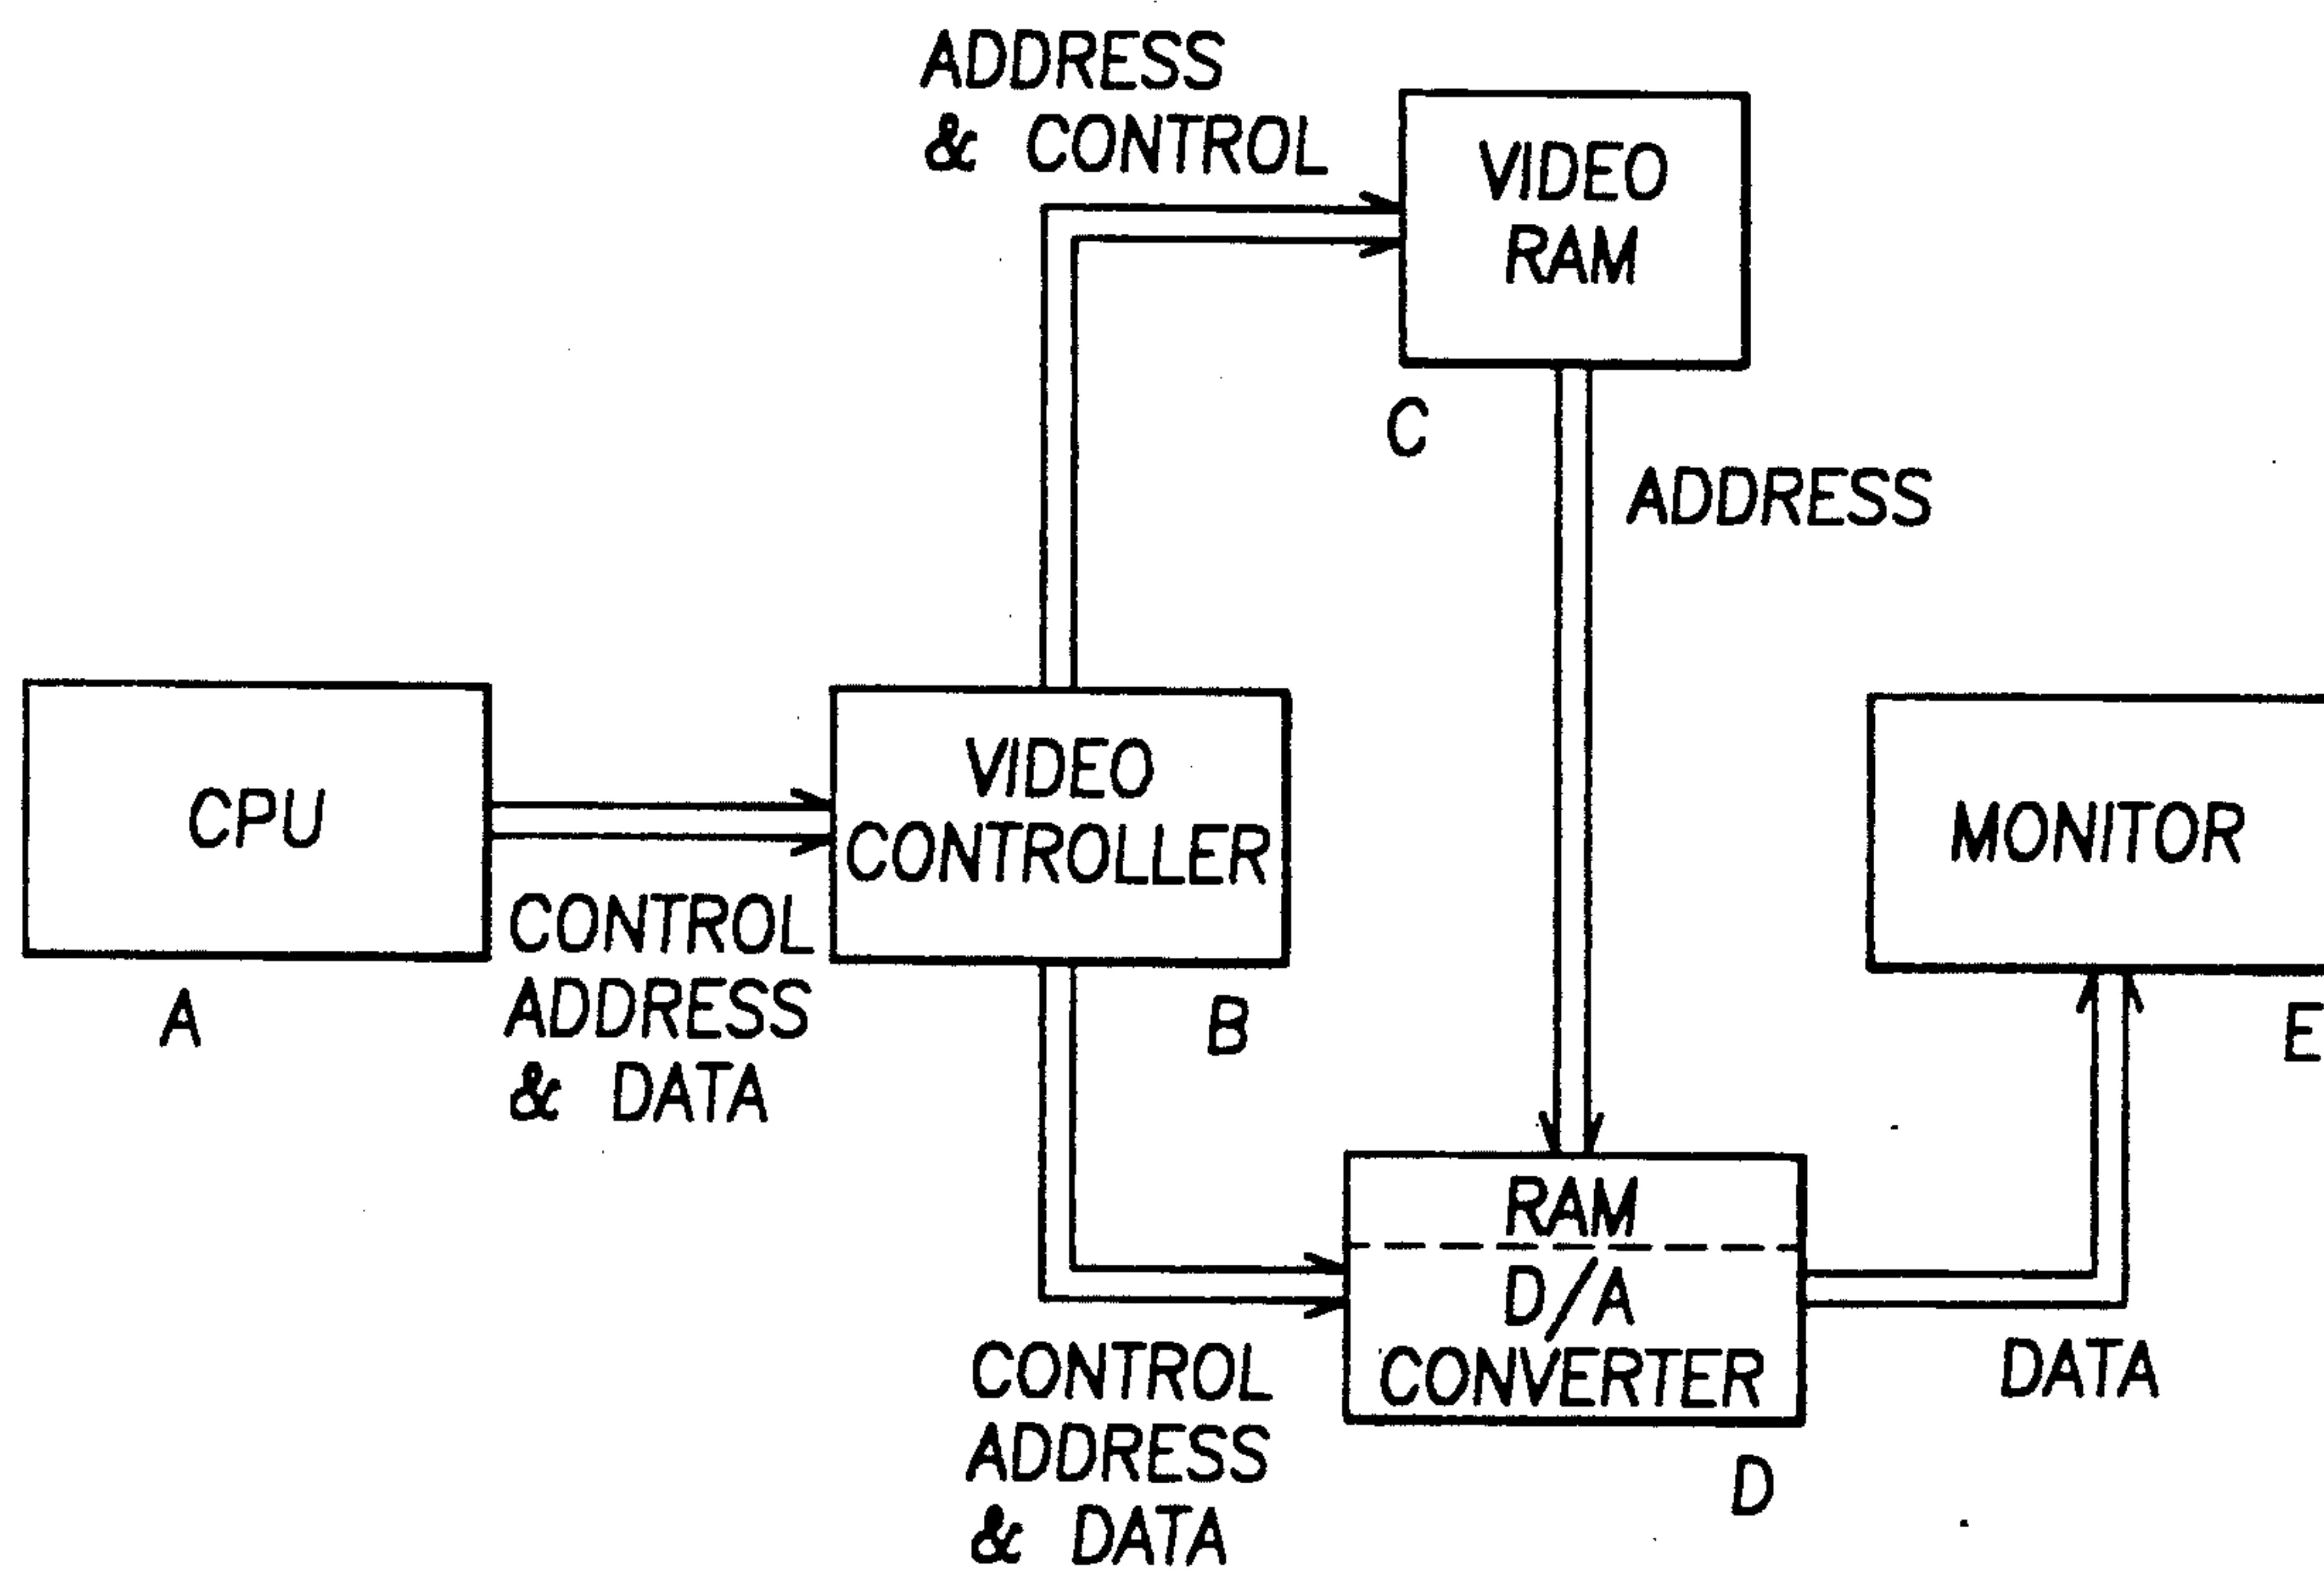 ADDRESS
& CONTROL
VIDEO
RAM
C
ADDRESS
CPU
A
CONTROL
ADDRESS
& DATA
VIDEO
CONTROLLER
B
MONITOR
E
CONTROL
ADDRESS
& DATA
RAM
D/A
CONVERTER
D
DATA